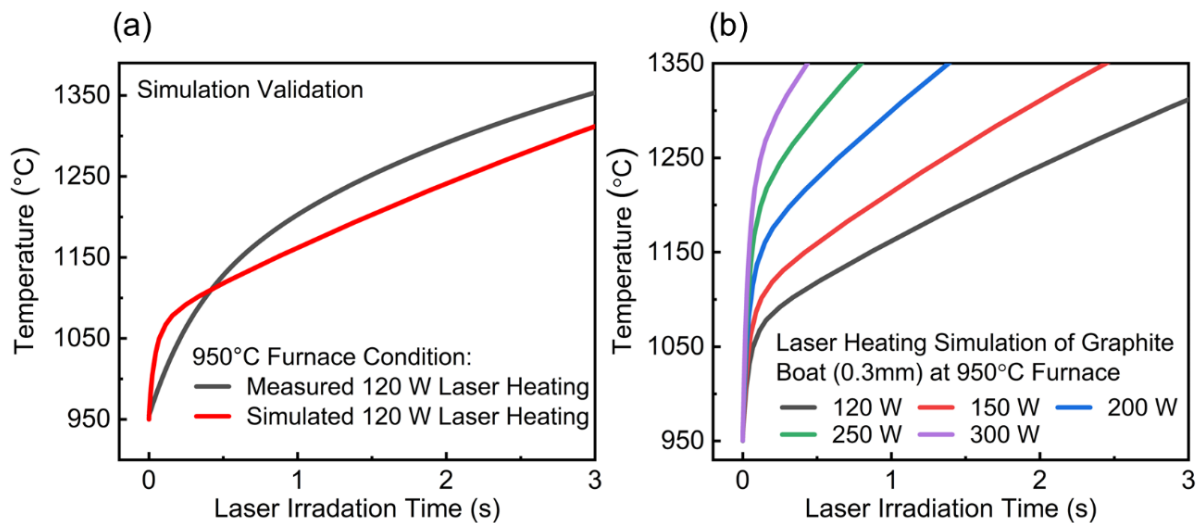 (a)
Simulation Validation
950°C Furnace Condition:
Measured 120 W Laser Heating
Simulated 120 W Laser Heating
Temperature (°C)
1350
1250
1150
1050
950
0 1 2 3
Laser Irradation Time (s)
(b)
Laser Heating Simulation of Graphite
Boat (0.3mm) at 950°C Furnace
120 W 150 W 200 W
250 W 300 W
Temperature (°C)
1350
1250
1150
1050
950
0 1 2 3
Laser Irradiation Time (s)